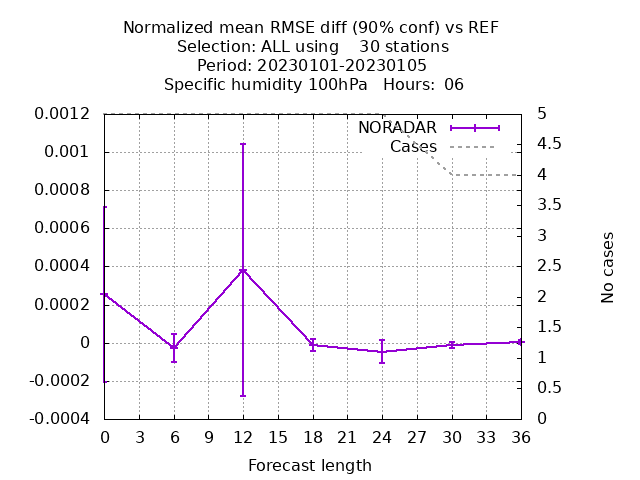 Normalized mean RMSE diff (90% conf) vs REF
Selection: ALL using 30 stations
Period: 20230101-20230105
Specific humidity 100hPa Hours: 06
NORADAR
Cases
0.0012
0.001
0.0008
0.0006
0.0004
0.0002
0
-0.0002
-0.0004
5
4.5
4
3.5
3
2.5
2
1.5
1
0.5
0
No cases
0 3 6 9 12 15 18 21 24 27 30 33 36
Forecast length